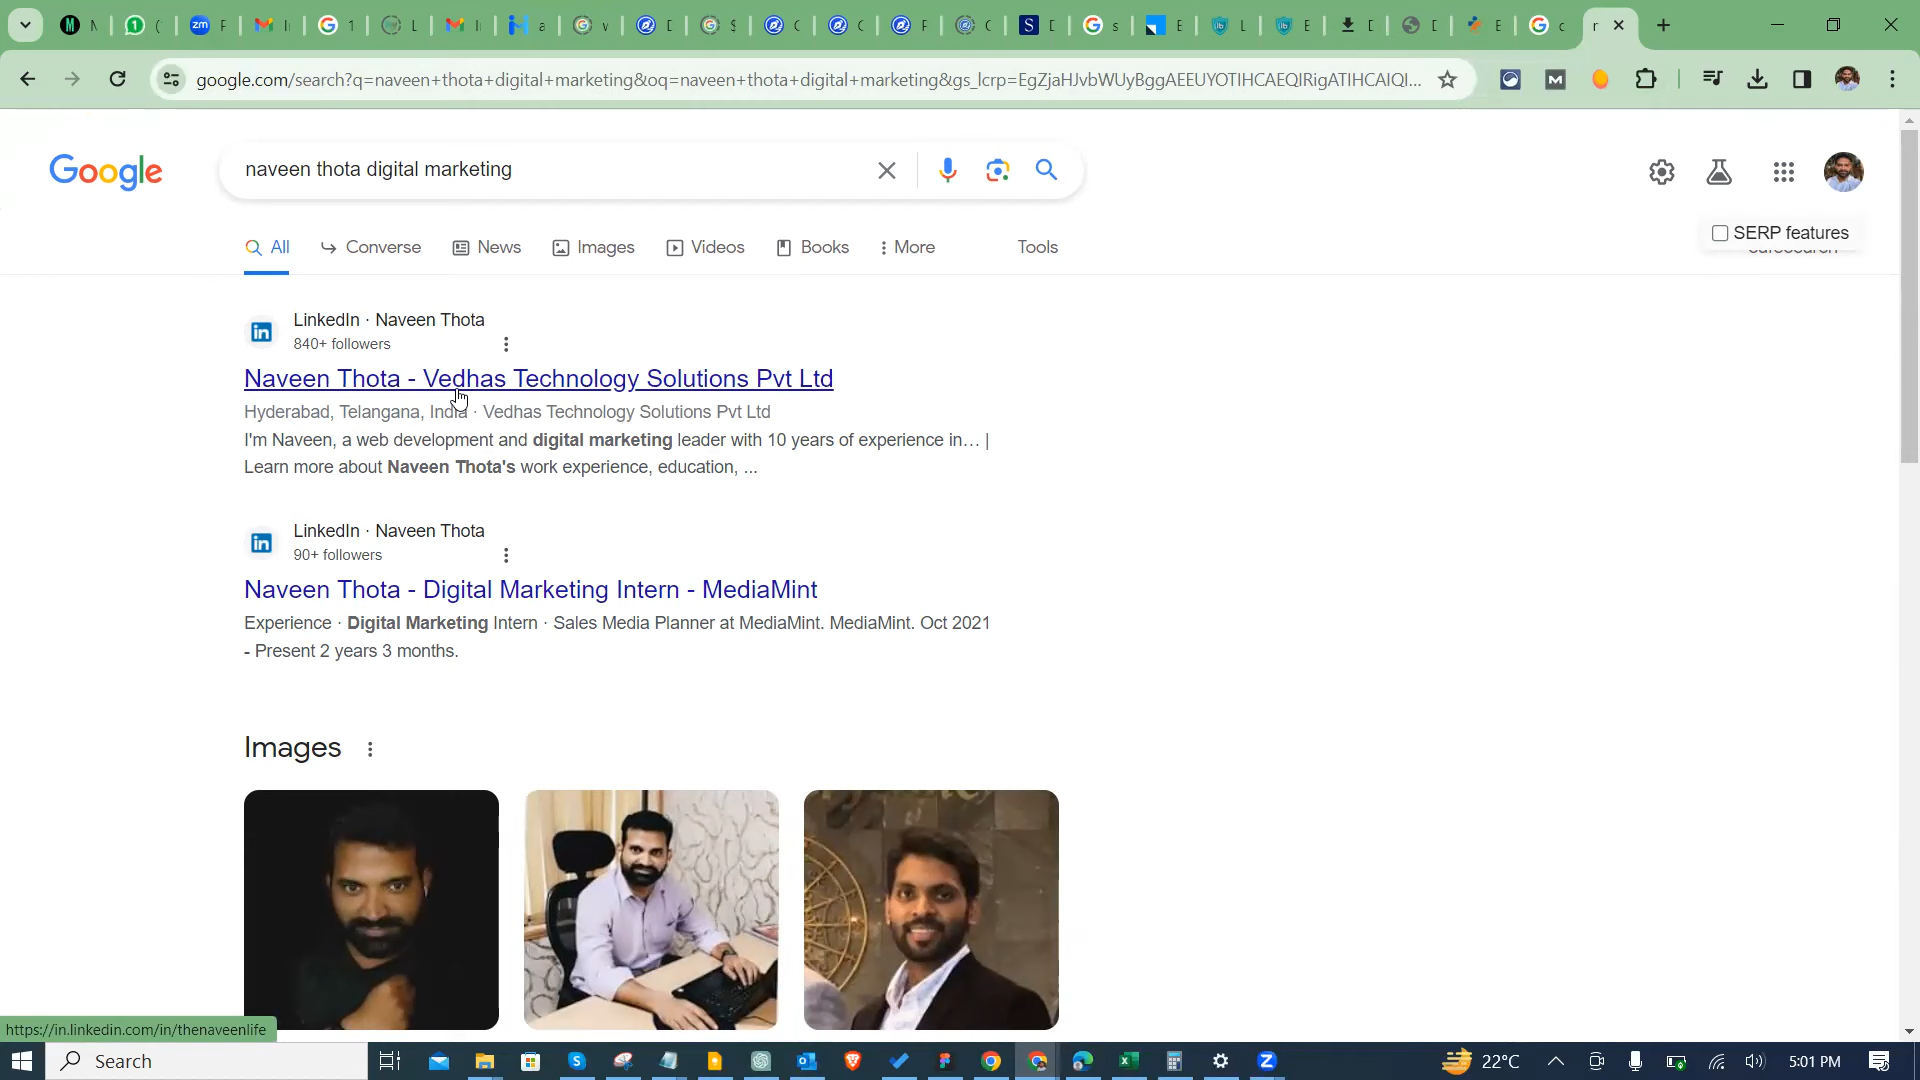 google.com/search?q=naveen+thota+digital+marketing&oq=naveen+thota+digital+marketing&gs_lcrp=EgZjaHJvbWUyBggAEEUYOTIHCAEQIRigATIHCAIQI...
Google
naveen thota digital marketing
All
Converse
News
Images
Videos
Books
More
Tools
SERP features
LinkedIn · Naveen Thota
840+ followers
Naveen Thota - Vedhas Technology Solutions Pvt Ltd
Hyderabad, Telangana, India · Vedhas Technology Solutions Pvt Ltd
I'm Naveen, a web development and digital marketing leader with 10 years of experience in… |
Learn more about Naveen Thota's work experience, education, ...
LinkedIn · Naveen Thota
90+ followers
Naveen Thota - Digital Marketing Intern - MediaMint
Experience · Digital Marketing Intern · Sales Media Planner at MediaMint. MediaMint. Oct 2021
- Present 2 years 3 months.
Images
https://in.linkedin.com/in/thenaveenlife
Search
22°C
5:01 PM